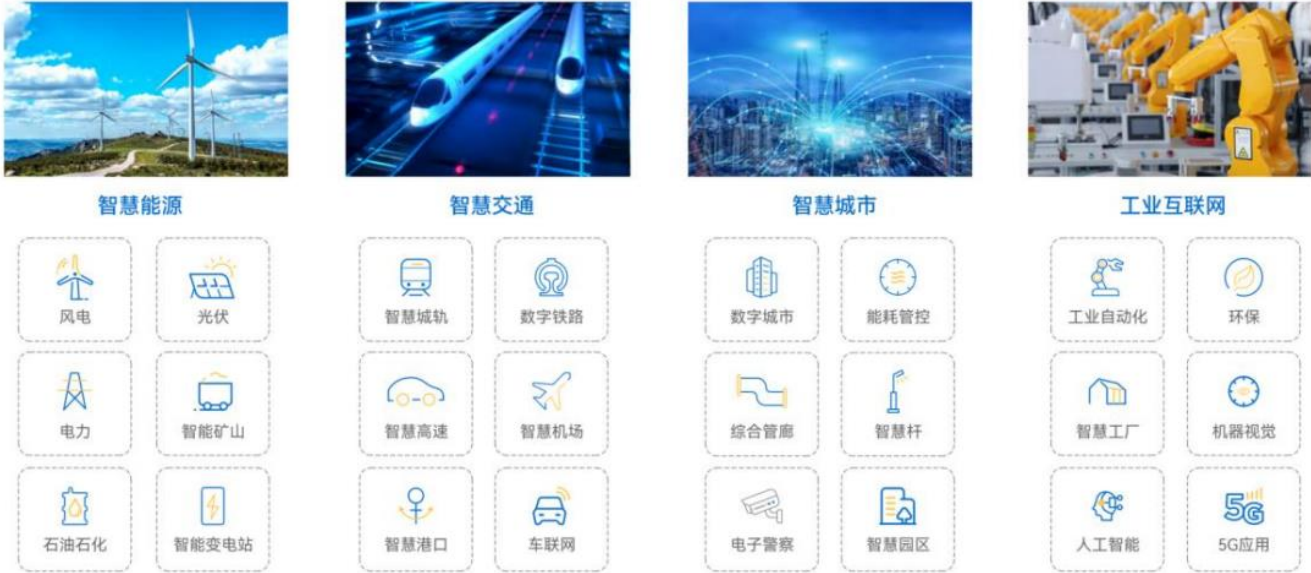 智慧能源
智慧交通
智慧城市
工业互联网
风电
光伏
智慧城轨
数字铁路
数字城市
能耗管控
工业自动化
环保
电力
智能矿山
智慧高速
智慧机场
综合管廊
智慧杆
智慧工厂
机器视觉
石油石化
智能变电站
智慧港口
车联网
电子警察
智慧园区
人工智能
5G
5G应用